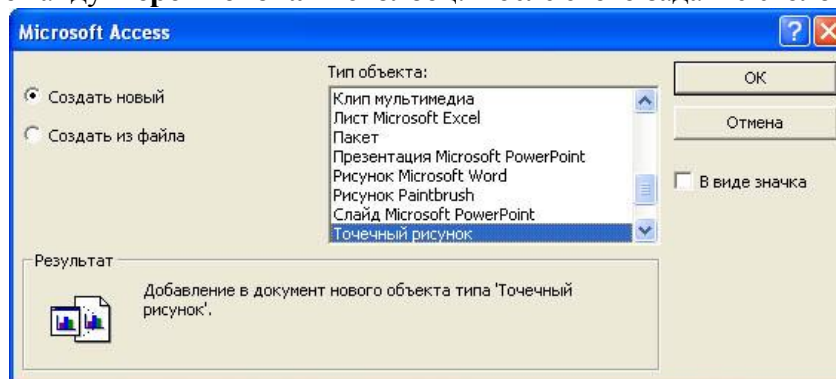 Microsoft Access
Создать новый
Создать из файла
Тип объекта:
Клип мультимедиа
Лист Microsoft Excel
Пакет
Презентация Microsoft PowerPoint
Рисунок Microsoft Word
Рисунок Paintbrush
Слайд Microsoft PowerPoint
Точечный рисунок
ОК
Отмена
В виде значка
Результат
Добавление в документ нового объекта типа 'Точечный
рисунок'.